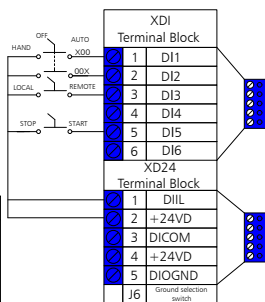 XDI
Terminal Block
OFF
HAND
AUTO
X00
00X
LOCAL
REMOTE
STOP
START
1 DI1
2 DI2
3 DI3
4 DI4
5 DI5
6 DI6
XD24
Terminal Block
1 DIIL
2 +24VD
3 DICOM
4 +24VD
5 DIOGND
J6 Ground selection
switch